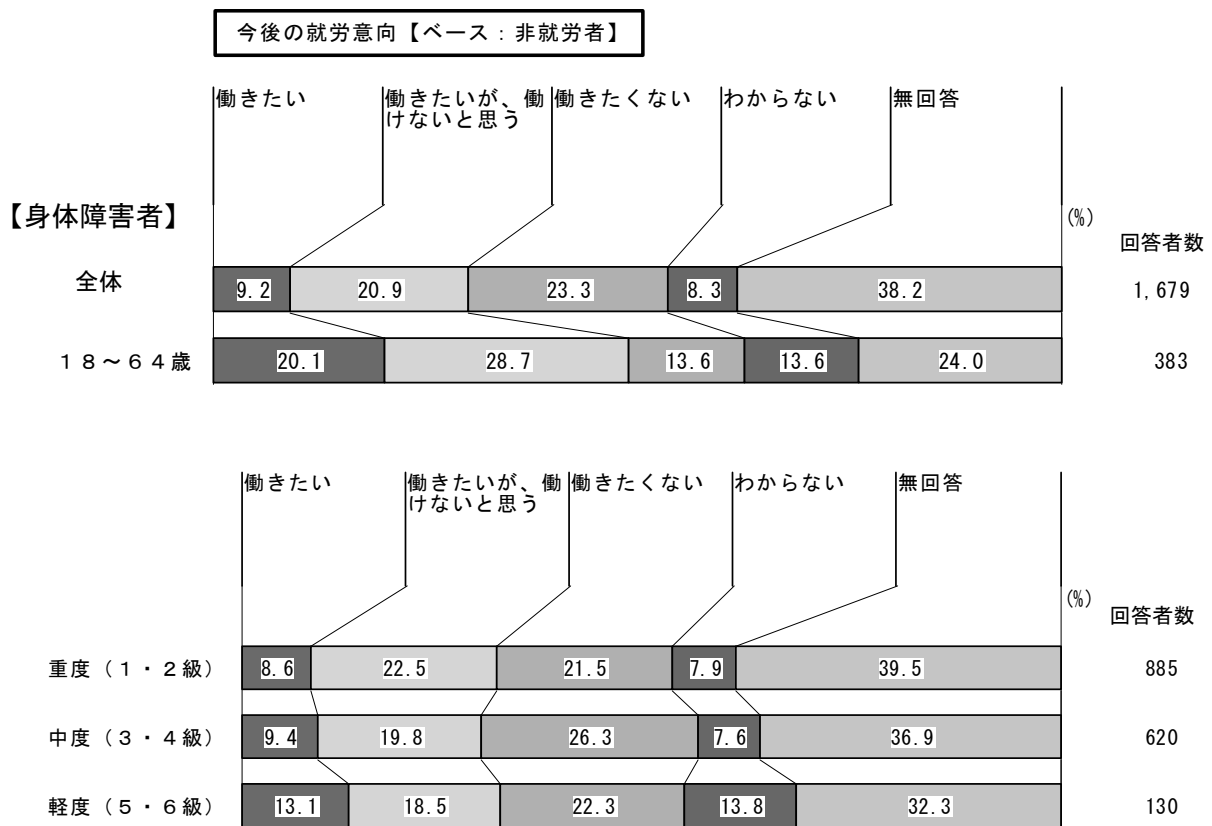 今後の就労意向【ベース：非就労者】
働きたい 働きたいが、働 働きたくない わからない 無回答
けないと思う
【身体障害者】 (%)
回答者数
全体 9.2 20.9 23.3 8.3 38.2 1,679
１８～６４歳 20.1 28.7 13.6 13.6 24.0 383
働きたい 働きたいが、働 働きたくない わからない 無回答
けないと思う
(%)
回答者数
重度（１・２級） 8.6 22.5 21.5 7.9 39.5 885
中度（３・４級） 9.4 19.8 26.3 7.6 36.9 620
軽度（５・６級） 13.1 18.5 22.3 13.8 32.3 130